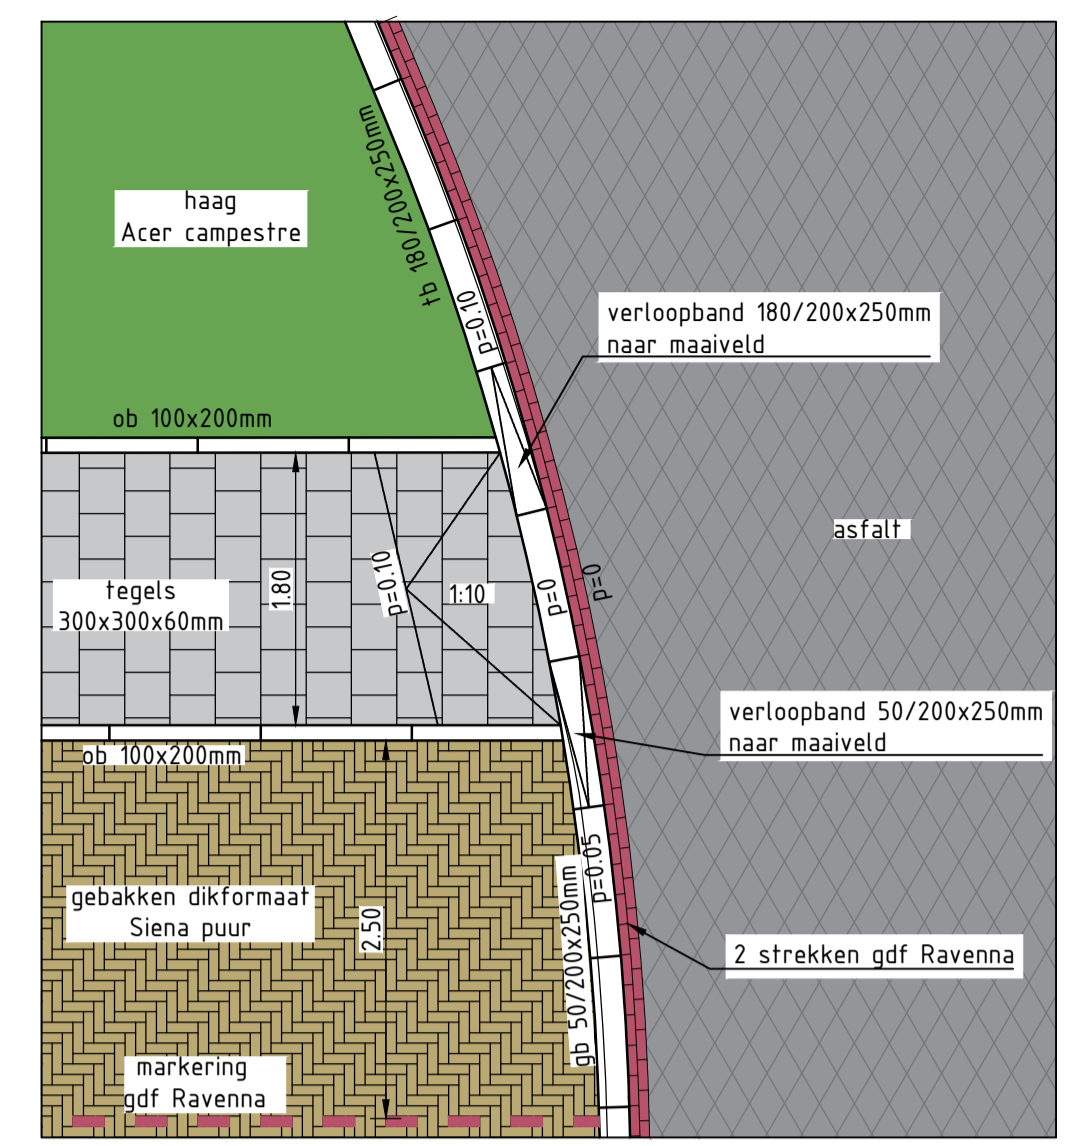 haag
Acer campestre
tb 180/200x250mm
p=0.10
verloopband 180/200x250mm
naar maaiveld
ob 100x200mm
asfalt
tegels
300x300x60mm
1.80
p=0.10
1:10
p=0
p=0
verloopband 50/200x250mm
naar maaiveld
ob 100x200mm
gebakken dikformaat
Siena puur
2.50
gb 50/200x250mm
p=0.05
2 strekken gdf Ravenna
markering
gdf Ravenna